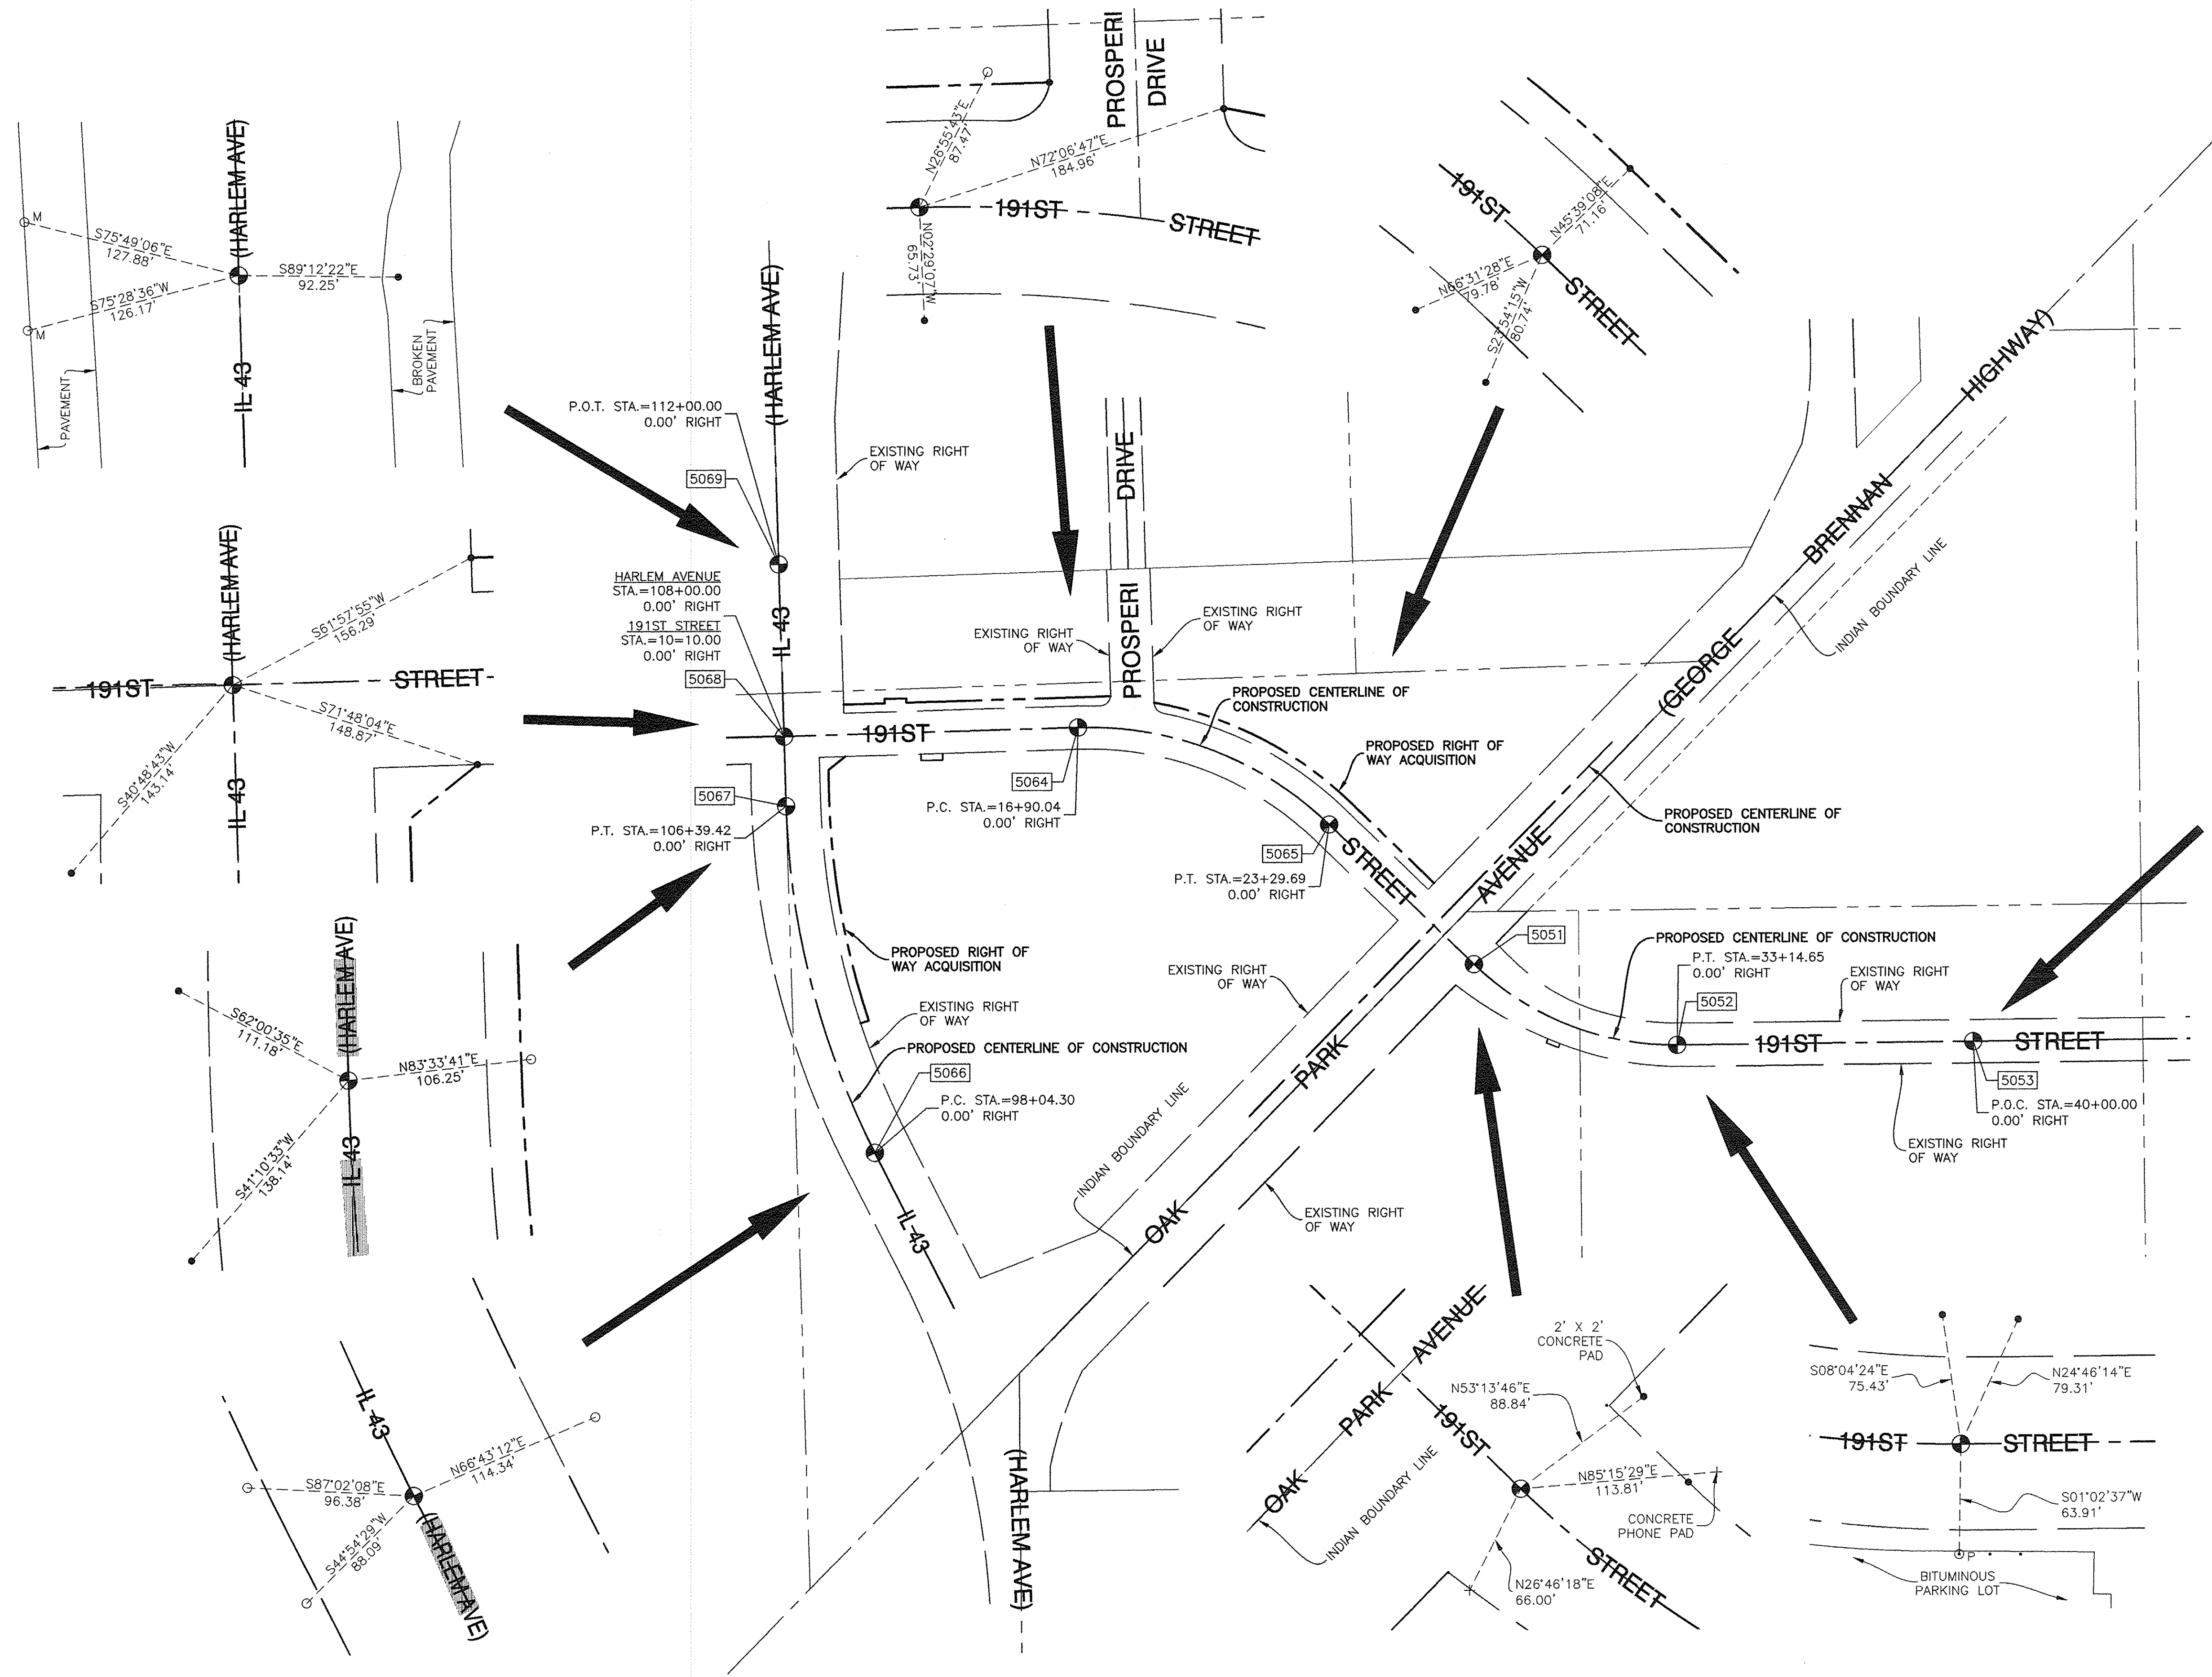 PROSPERI
DRIVE
N26°55'43"E
87.47'
N72°06'47"E
184.96'
191ST
STREET
N02°29'07"W
65.73'
191ST
STREET
N45°39'08"E
71.16'
N66°31'28"E
79.78'
S23°54'15"W
80.74'
(HARLEM AVE)
IL 43
S75°49'06"E
127.88'
S75°28'36"W
126.17'
S89°12'22"E
92.25'
M
M
PAVEMENT
BROKEN
PAVEMENT
(HARLEM AVE)
IL 43
191ST
STREET
S61°57'55"W
156.29'
S71°48'04"E
148.87'
S40°48'43"W
143.14'
(HARLEM AVE)
IL 43
S62°00'35"E
111.18'
N83°33'41"E
106.25'
S41°10'33"W
138.14'
IL 43
(HARLEM AVE)
N66°43'12"E
114.34'
S87°02'08"E
96.38'
S44°54'29"W
88.09'
(HARLEM AVE)
IL 43
P.O.T. STA.=112+00.00
0.00' RIGHT
5069
HARLEM AVENUE
STA.=108+00.00
0.00' RIGHT
191ST STREET
STA.=10=10.00
0.00' RIGHT
5068
5067
P.T. STA.=106+39.42
0.00' RIGHT
EXISTING RIGHT
OF WAY
DRIVE
PROSPERI
EXISTING RIGHT
OF WAY
EXISTING RIGHT
OF WAY
PROPOSED CENTERLINE OF
CONSTRUCTION
191ST
5064
P.C. STA.=16+90.04
0.00' RIGHT
PROPOSED RIGHT OF
WAY ACQUISITION
5065
P.T. STA.=23+29.69
0.00' RIGHT
STREET
HIGHWAY)
BRENNAN
(GEORGE
AVENUE
PARK
OAK
INDIAN BOUNDARY LINE
PROPOSED CENTERLINE OF
CONSTRUCTION
PROPOSED RIGHT OF
WAY ACQUISITION
EXISTING RIGHT
OF WAY
PROPOSED CENTERLINE OF CONSTRUCTION
5066
P.C. STA.=98+04.30
0.00' RIGHT
IL 43
EXISTING RIGHT
OF WAY
INDIAN BOUNDARY LINE
EXISTING RIGHT
OF WAY
(HARLEM AVE)
5051
PROPOSED CENTERLINE OF CONSTRUCTION
P.T. STA.=33+14.65
0.00' RIGHT
5052
EXISTING RIGHT
OF WAY
191ST
STREET
5053
P.O.C. STA.=40+00.00
0.00' RIGHT
EXISTING RIGHT
OF WAY
OAK
PARK
AVENUE
191ST
STREET
INDIAN BOUNDARY LINE
2' X 2'
CONCRETE
PAD
N53°13'46"E
88.84'
N85°15'29"E
113.81'
CONCRETE
PHONE PAD
N26°46'18"E
66.00'
S08°04'24"E
75.43'
N24°46'14"E
79.31'
191ST
STREET
S01°02'37"W
63.91'
P
BITUMINOUS
PARKING LOT